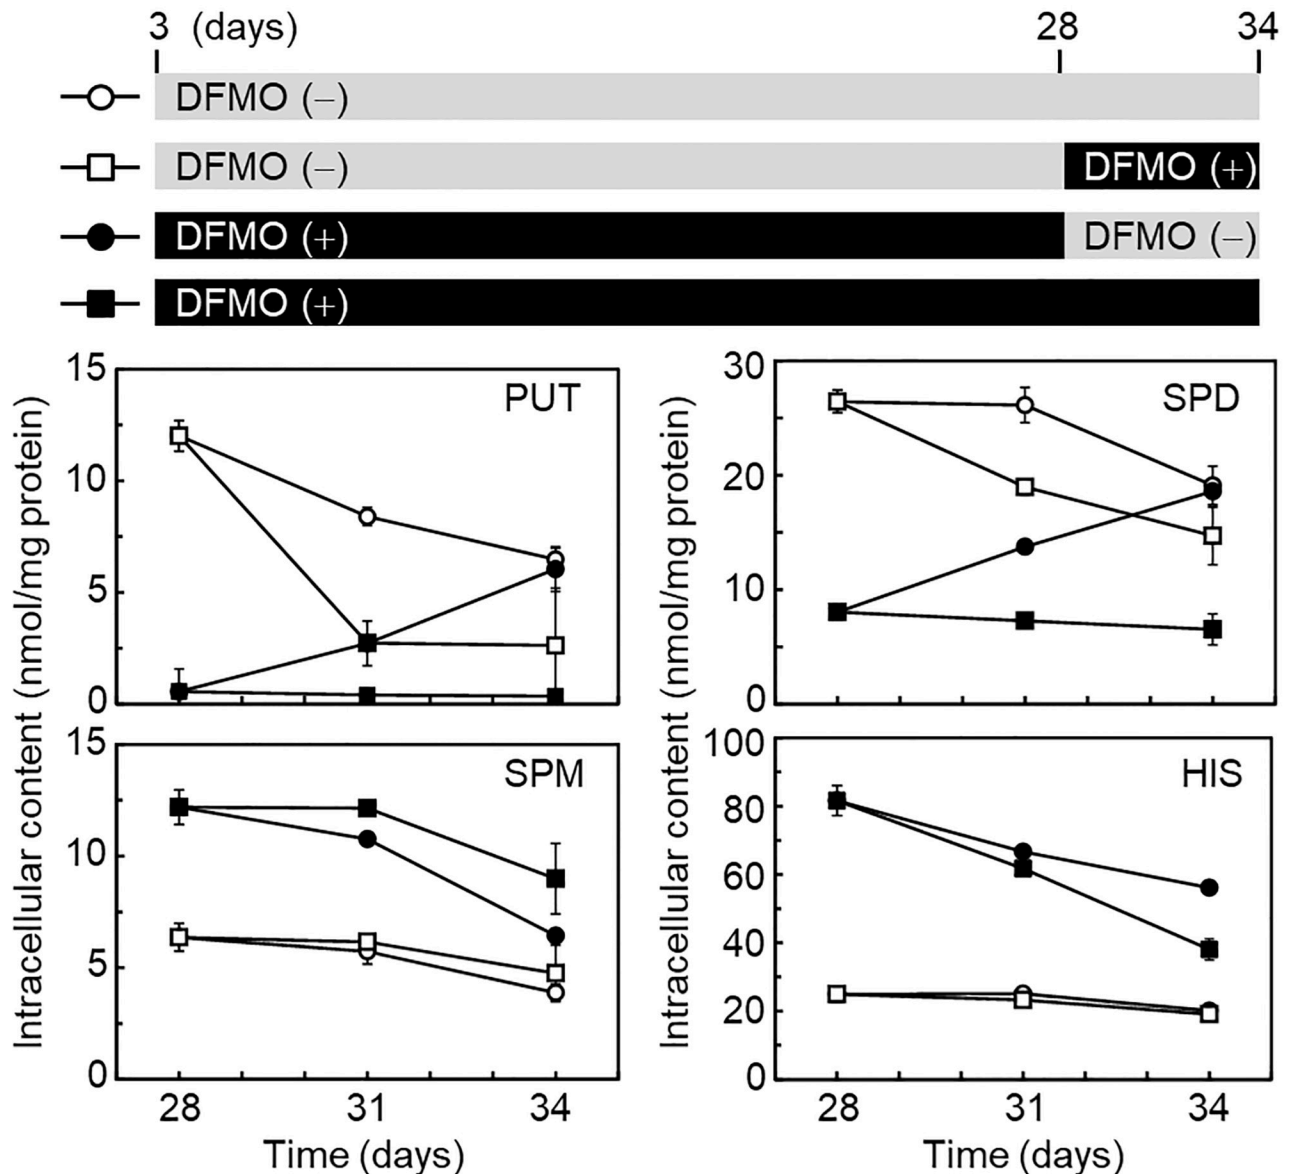 3 (days) 28 34
DFMO (–)
DFMO (–) DFMO (+)
DFMO (+) DFMO (–)
DFMO (+)
Intracellular content (nmol/mg protein)
15
10
5
0
PUT
15
10
5
0
SPM
28 31 34
Time (days)
Intracellular content (nmol/mg protein)
30
20
10
0
SPD
100
80
60
40
20
0
HIS
28 31 34
Time (days)